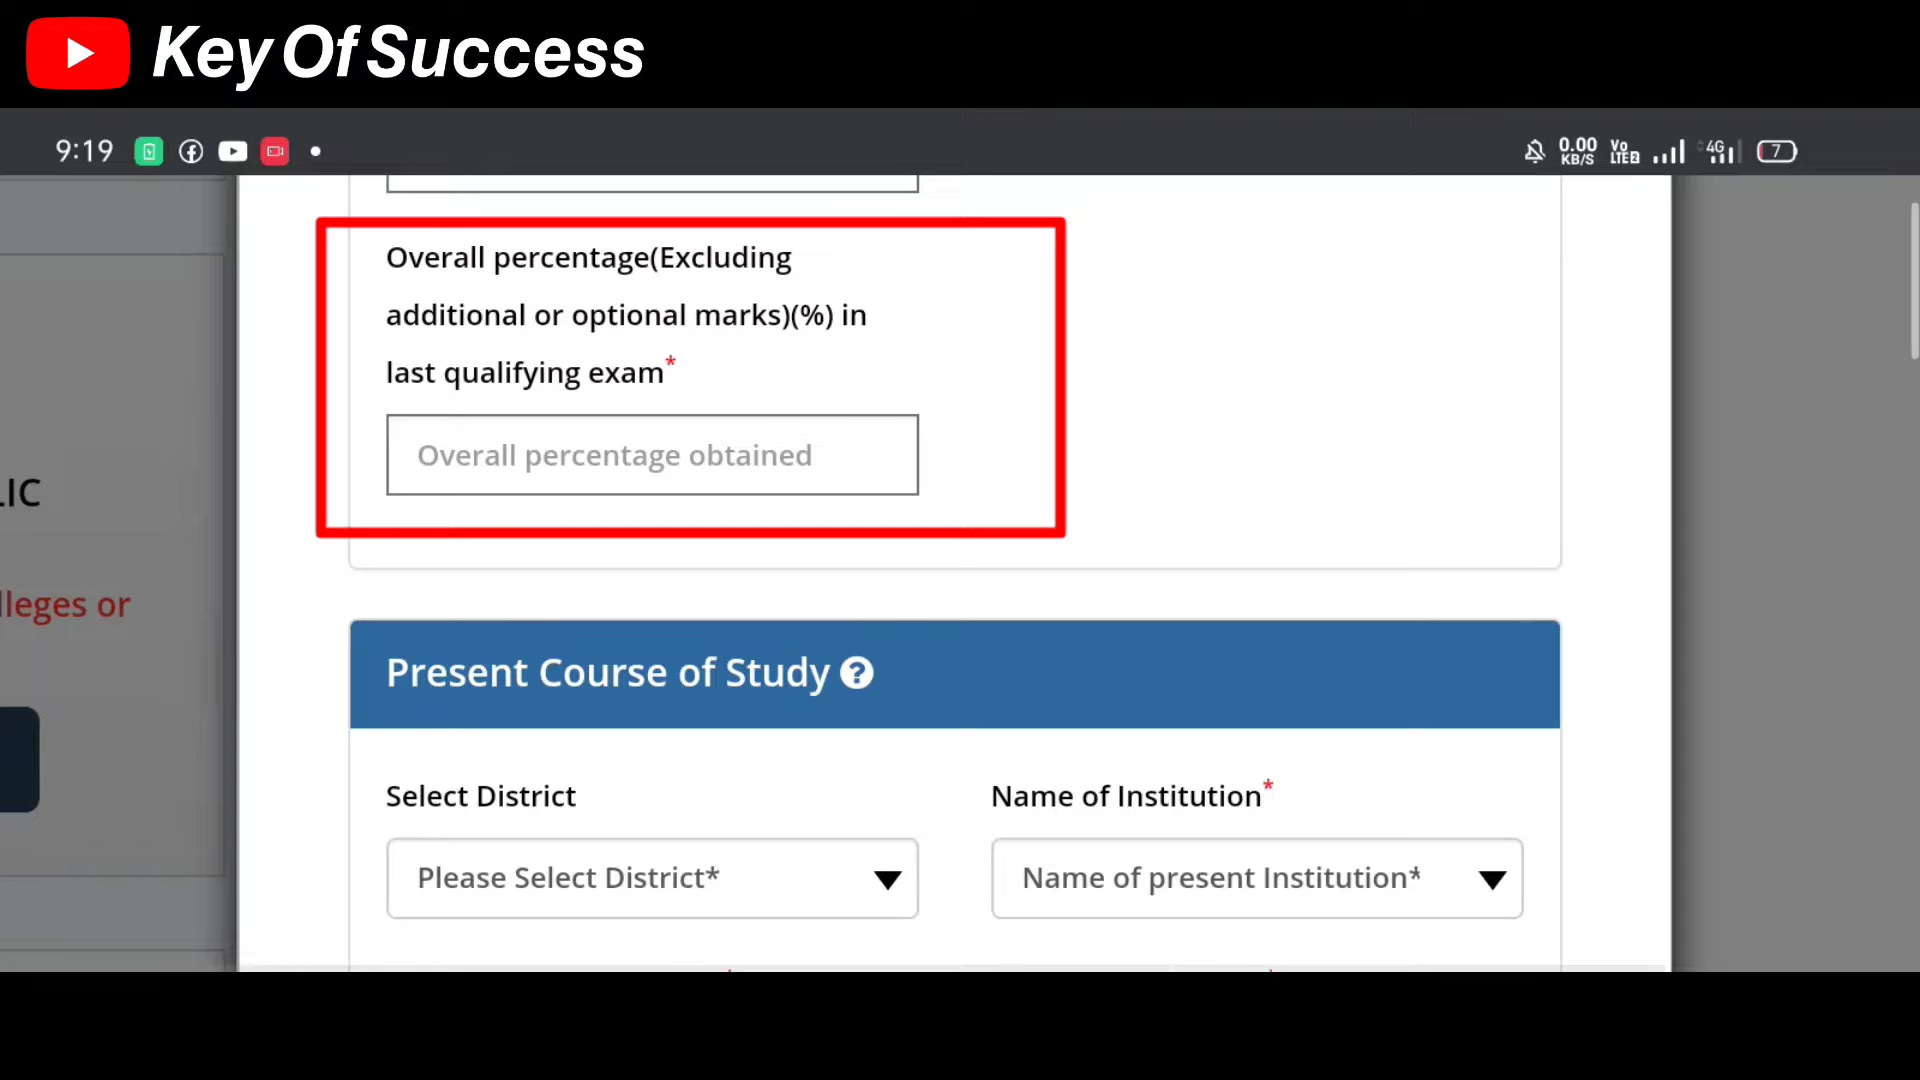 Key Of Success
9:19
0.00
KB/S
Vo
LTE 2
4G
7
Overall percentage(Excluding
additional or optional marks)(%) in
last qualifying exam*
Overall percentage obtained
LIC
lleges or
Present Course of Study ?
Select District
Name of Institution*
Please Select District*
Name of present Institution*